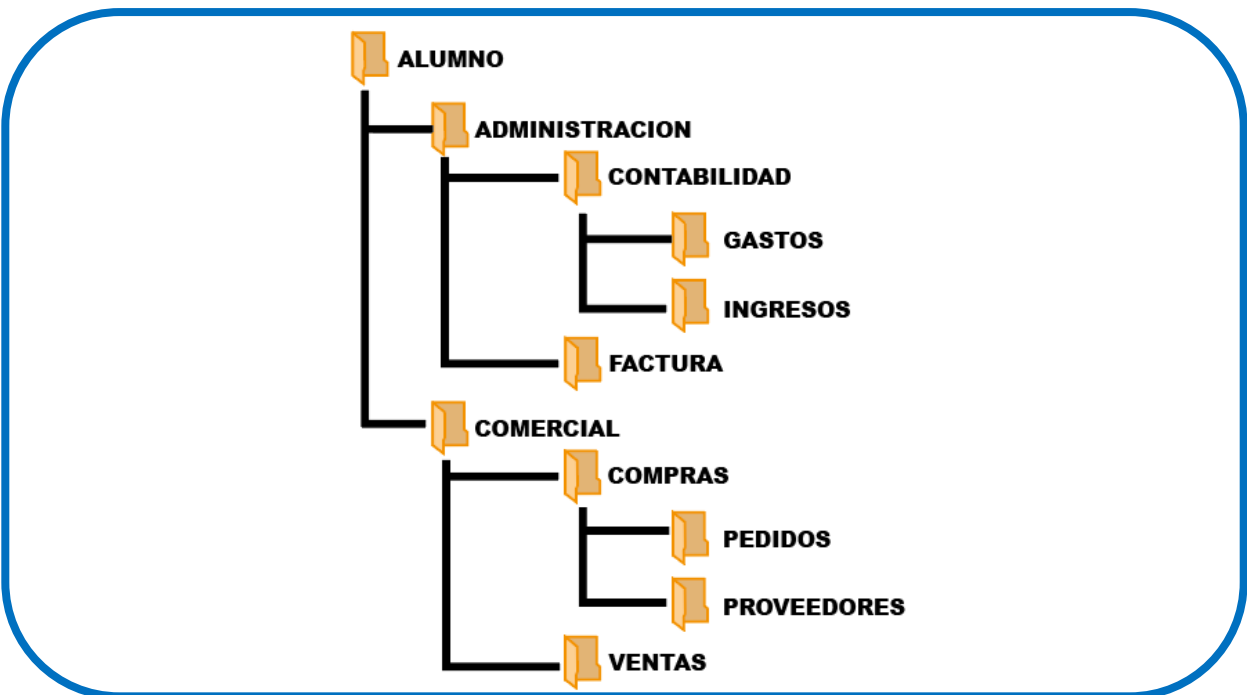 ALUMNO
ADMINISTRACION
CONTABILIDAD
GASTOS
INGRESOS
FACTURA
COMERCIAL
COMPRAS
PEDIDOS
PROVEEDORES
VENTAS